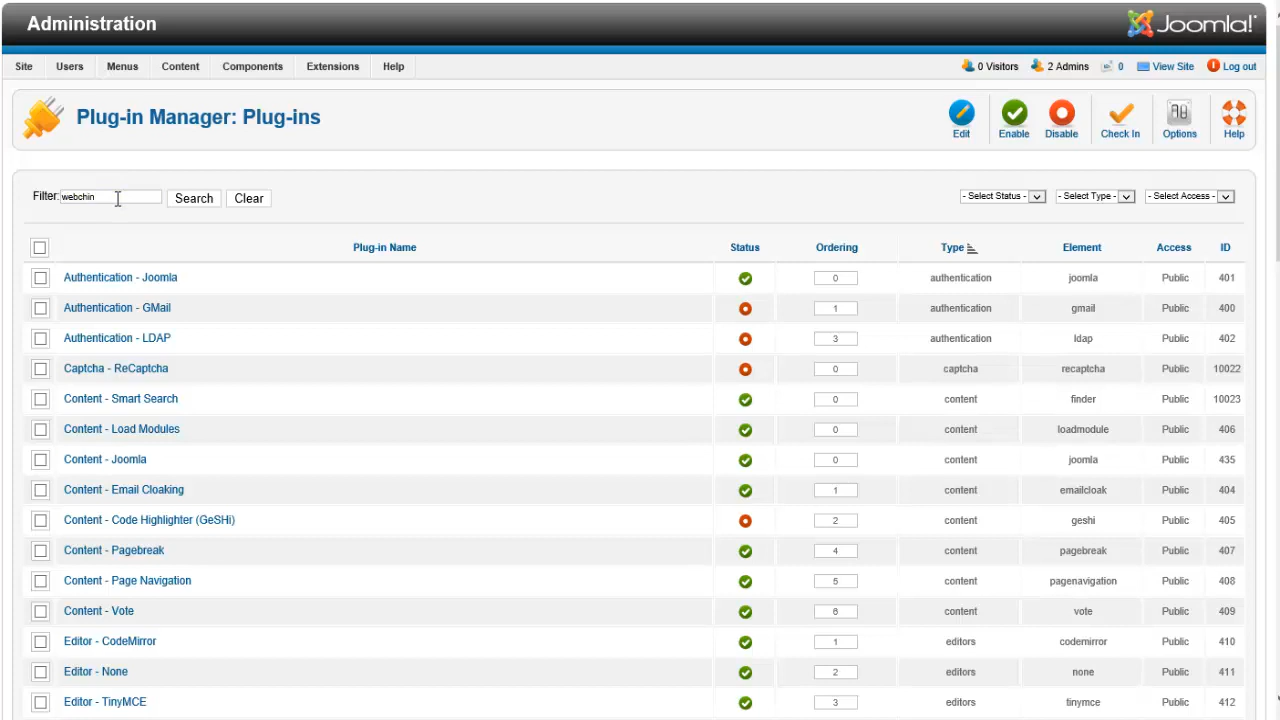 Administration
Joomla!
Site Users Menus Content Components Extensions Help
0 Visitors 2 Admins 0 View Site Log out
Plug-in Manager: Plug-ins
Edit Enable Disable Check In Options Help
Filter: webchin Search Clear
- Select Status - - Select Type - - Select Access -
Plug-in Name Status Ordering Type Element Access ID
Authentication - Joomla 0 authentication joomla Public 401
Authentication - GMail 1 authentication gmail Public 400
Authentication - LDAP 3 authentication ldap Public 402
Captcha - ReCaptcha 0 captcha recaptcha Public 10022
Content - Smart Search 0 content finder Public 10023
Content - Load Modules 0 content loadmodule Public 406
Content - Joomla 0 content joomla Public 435
Content - Email Cloaking 1 content emailcloak Public 404
Content - Code Highlighter (GeSHi) 2 content geshi Public 405
Content - Pagebreak 4 content pagebreak Public 407
Content - Page Navigation 5 content pagenavigation Public 408
Content - Vote 6 content vote Public 409
Editor - CodeMirror 1 editors codemirror Public 410
Editor - None 2 editors none Public 411
Editor - TinyMCE 3 editors tinymce Public 412